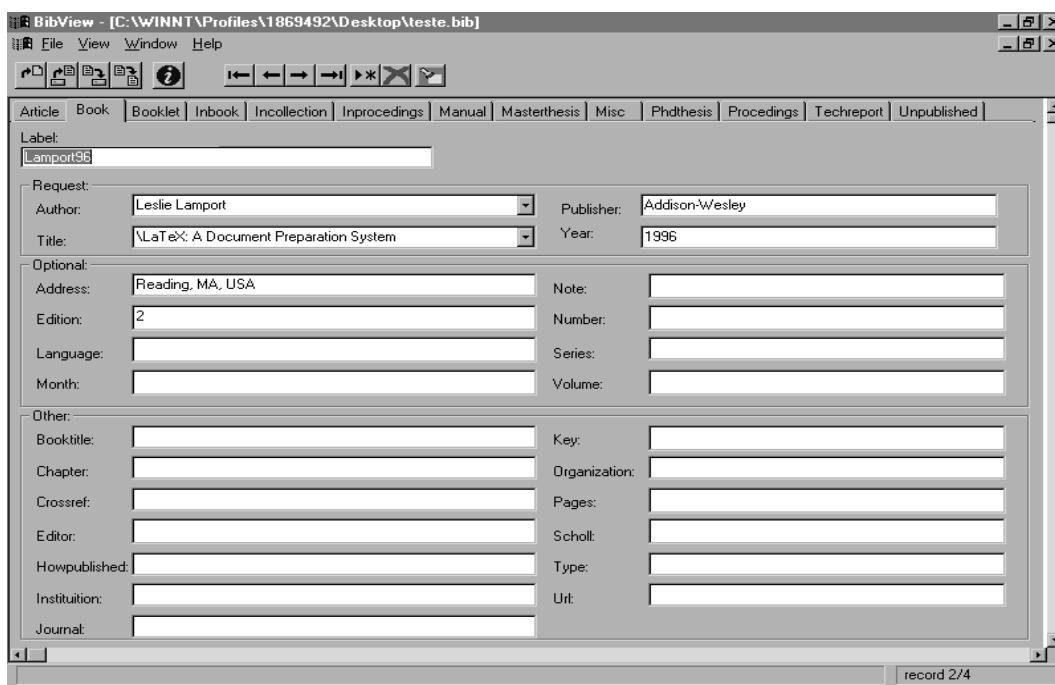 BibView - [C:\WINNT\Profiles\1869492\Desktop\teste.bib]
File View Window Help
Article Book Booklet Inbook Incollection Inprocedings Manual Masterthesis Misc Phdthesis Procedings Techreport Unpublished
Label:
Lamport96
Request:
Author: Leslie Lamport Publisher: Addison-Wesley
Title: \LaTeX: A Document Preparation System Year: 1996
Optional:
Address: Reading, MA, USA Note:
Edition: 2 Number:
Language: Series:
Month: Volume:
Other:
Booktitle: Key:
Chapter: Organization:
Crossref: Pages:
Editor: Scholl:
Howpublished: Type:
Instituition: Url:
Journal:
record 2/4